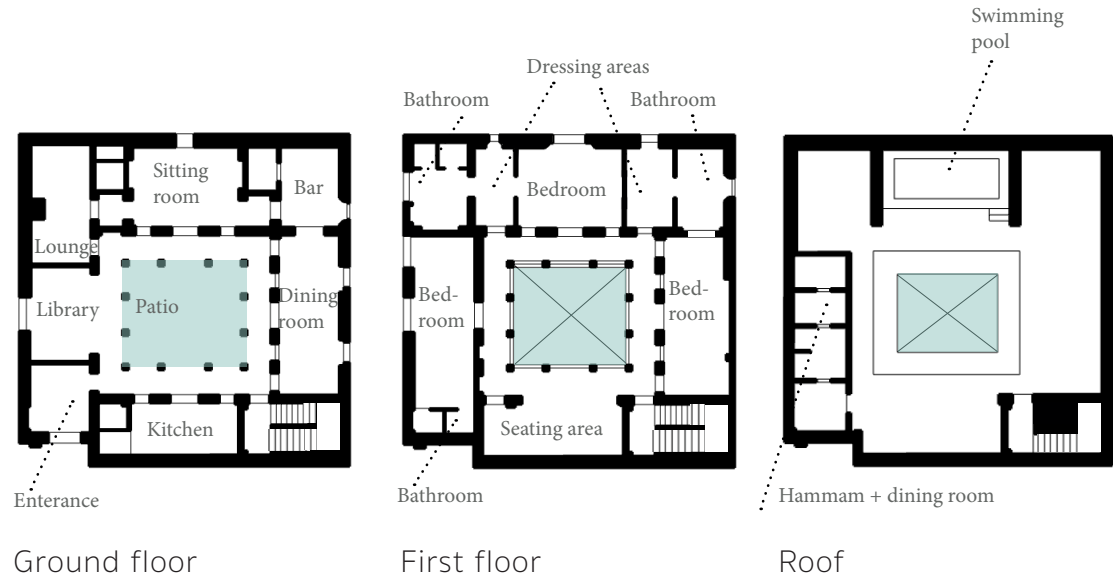 Swimming
pool
Dressing areas
Bathroom
Bathroom
Sitting
room
Bar
Lounge
Library
Patio
Dining
room
Kitchen
Enterance
Ground floor
Bedroom
Bed-
room
Bed-
room
Seating area
Bathroom
First floor
Hammam + dining room
Roof